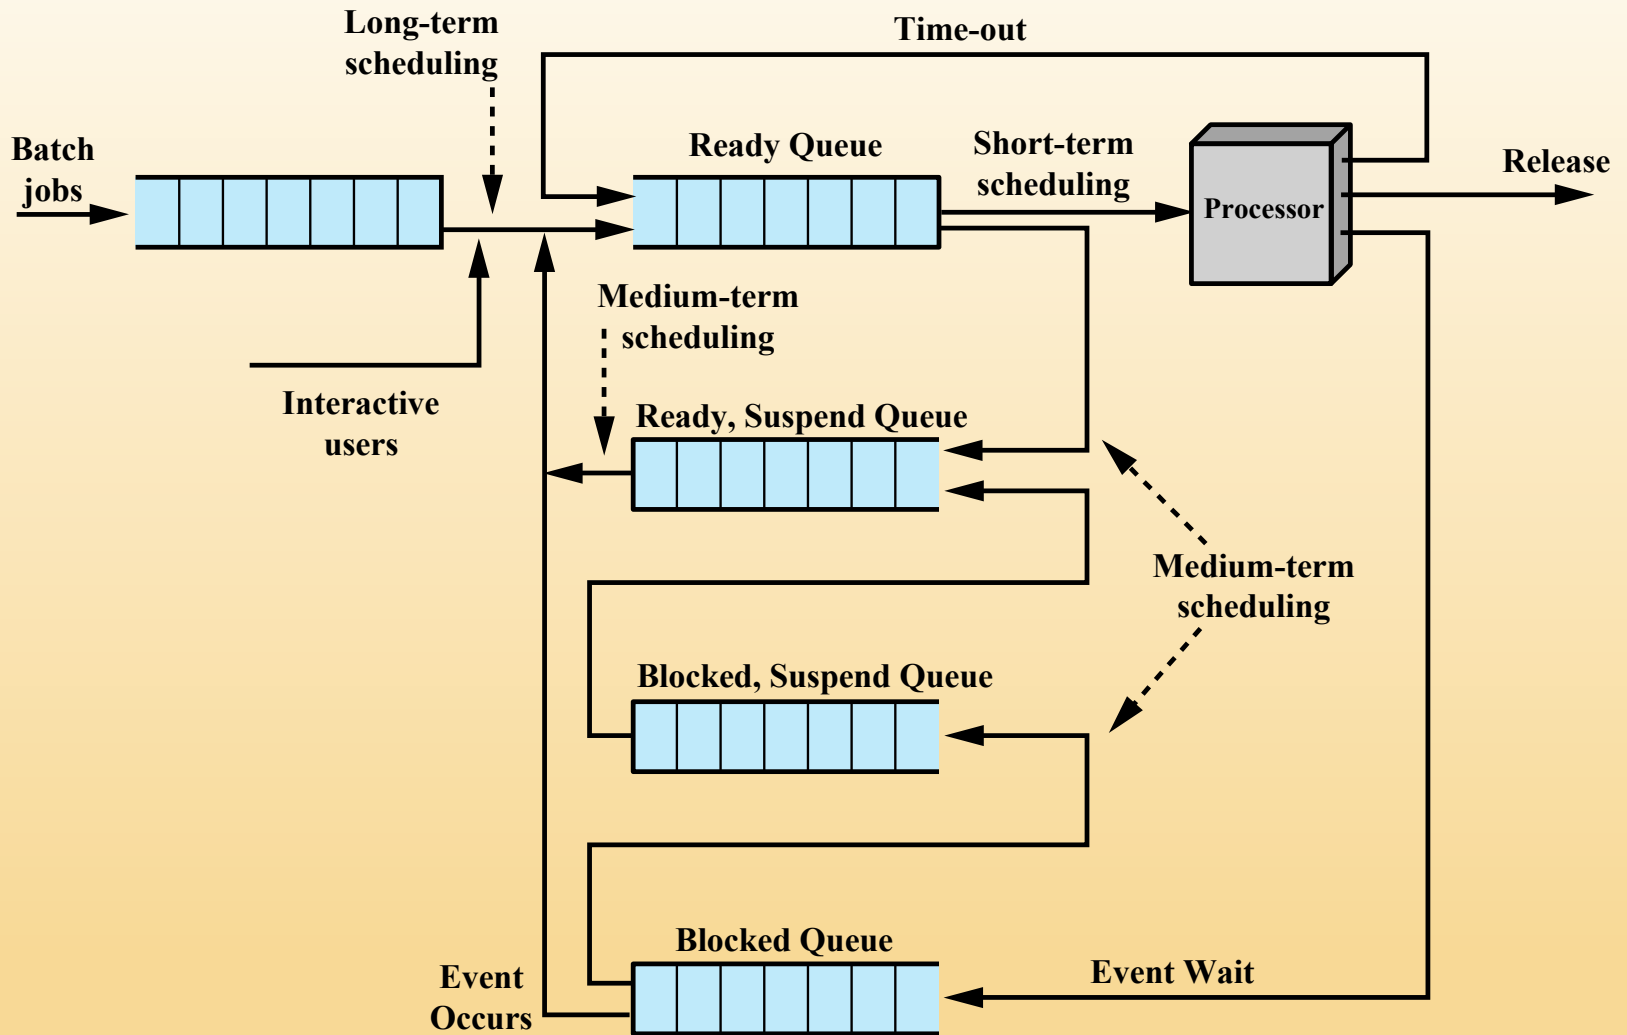 Long-term
scheduling
Time-out
Batch
jobs
Ready Queue
Short-term
scheduling
Processor
Release
Medium-term
scheduling
Interactive
users
Ready, Suspend Queue
Medium-term
scheduling
Blocked, Suspend Queue
Blocked Queue
Event Wait
Event
Occurs